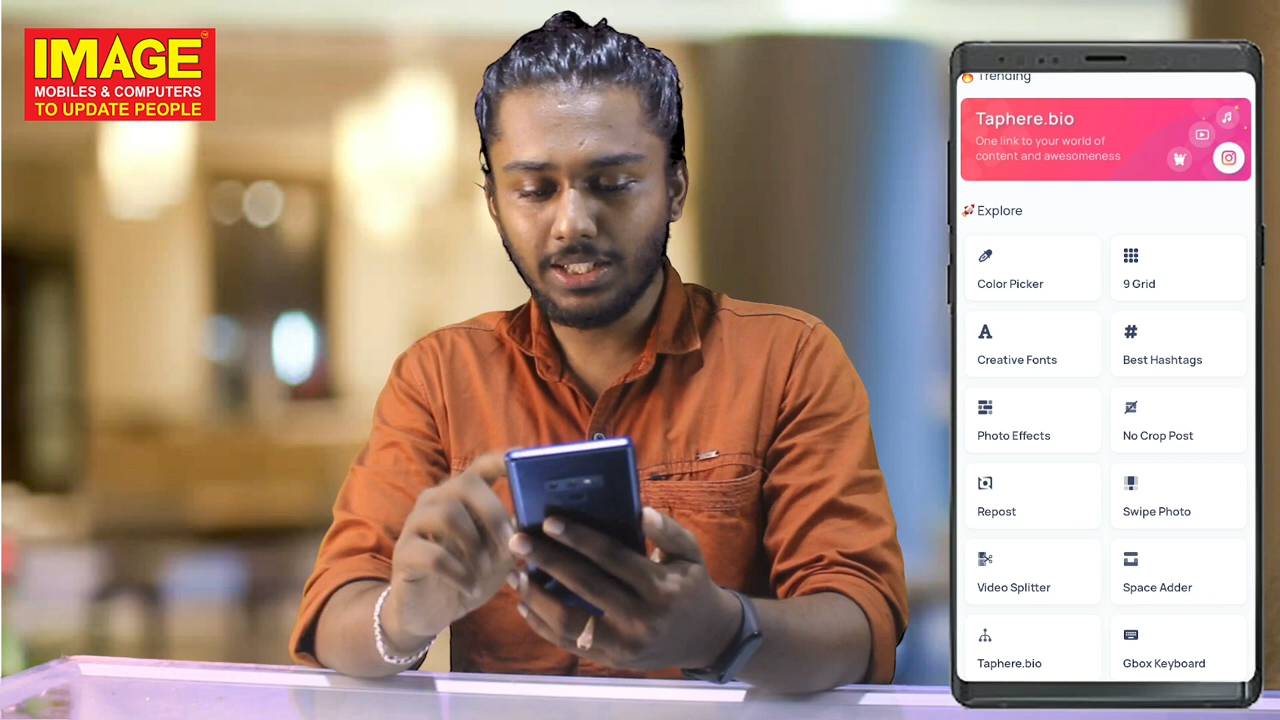 IMAGE
TM
MOBILES & COMPUTERS
TO UPDATE PEOPLE
Trending
Taphere.bio
One link to your world of
content and awesomeness
Explore
Color Picker
9 Grid
Creative Fonts
Best Hashtags
Photo Effects
No Crop Post
Repost
Swipe Photo
Video Splitter
Space Adder
Taphere.bio
Gbox Keyboard